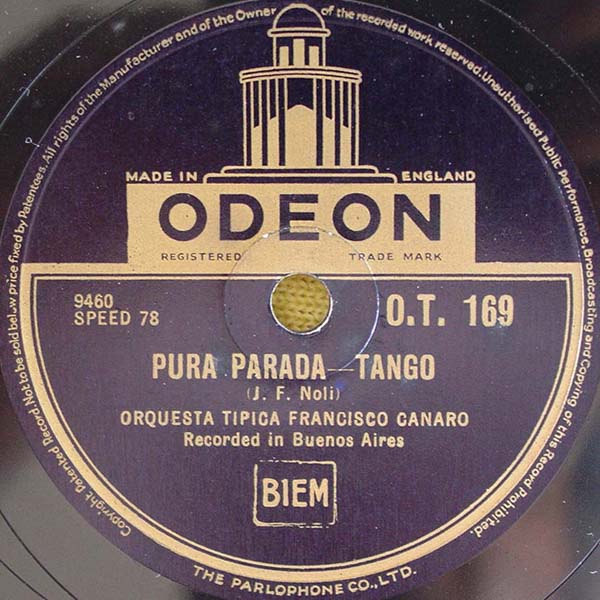 Copyright Patented Record. Not to be sold below price fixed by Patentees. All rights of the Manufacturer and of the Owner of the recorded work reserved. Unauthorised Public Performance, Broadcasting and Copying of this Record Prohibited.
MADE IN ENGLAND
ODEON
REGISTERED TRADE MARK
9460
SPEED 78
O.T. 169
PURA PARADA—TANGO
(J. F. Noli)
ORQUESTA TIPICA FRANCISCO CANARO
Recorded in Buenos Aires
BIEM
THE PARLOPHONE CO., LTD.